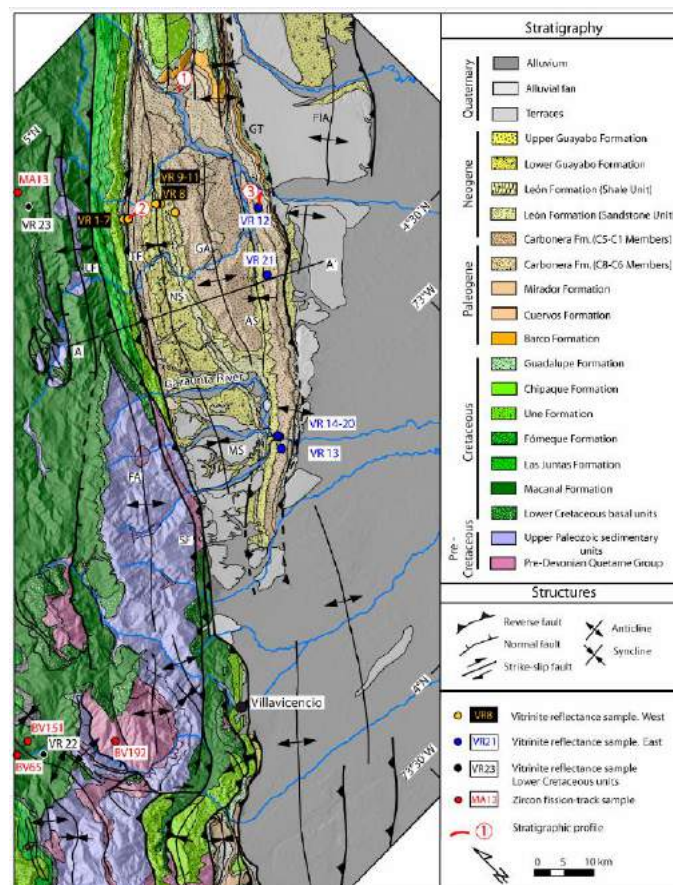 1
5°N
GT
FIA
MA13
VR 9-11
VR 8
3
4°30'N
VR 23
VR 1-7
2
VR 12
LF
TF
GA
VR 21
A'
73°W
NS
AS
A
VR 14-20
MS
VR 13
FA
SF
4°N
Villavicencio
BV151
VR 22
BV192
BV65
73°30'W
Stratigraphy
Quaternary
Alluvium
Alluvial fan
Terraces
Neogene
Upper Guayabo Formation
Lower Guayabo Formation
León Formation (Shale Unit)
León Formation (Sandstone Unit)
Paleogene
Carbonera Fm. (C5-C1 Members)
Carbonera Fm. (C8-C6 Members)
Mirador Formation
Cuervos Formation
Barco Formation
Cretaceous
Guadalupe Formation
Chipaque Formation
Une Formation
Fómeque Formation
Las Juntas Formation
Macanal Formation
Lower Cretaceous basal units
Pre-
Cretaceous
Upper Paleozoic sedimentary
units
Pre-Devonian Quetame Group
Structures
Reverse fault
Anticline
Normal fault
Syncline
Strike-slip fault
VR8 Vitrinite reflectance sample. West
VR21 Vitrinite reflectance sample. East
VR23 Vitrinite reflectance sample
Lower Cretaceous units
MA13 Zircon fission-track sample
1 Stratigraphic profile
N
0 5 10 km